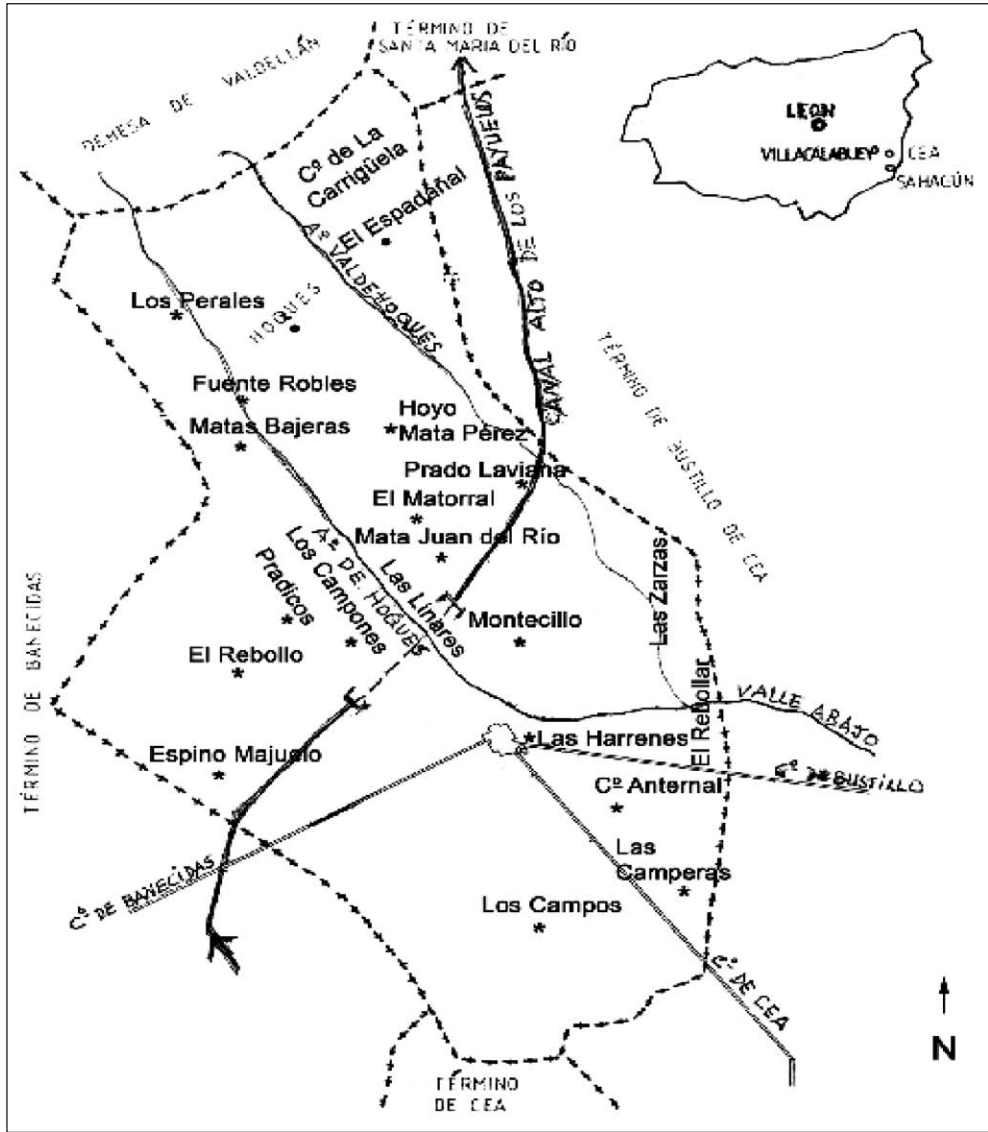 TÉRMINO DE
SANTA MARIA DEL RÍO
DEHESA DE VALDELLÁN
LEON
VILLACALABUEYº
CEA
SAHAGÚN
Cº de La
Carrigüela
El Espadañal
Aº VALDEHOQUES
CANAL ALTO DE LOS PAYUELOS
Los Perales
HOQUES
TÉRMINO DE BUSTILLO DE CEA
Fuente Robles
Matas Bajeras
Hoyo
Mata Pérez
Prado Laviana
El Matorral
Mata Juan del Río
Aº DE HOQUES
Los Campones
Pradicos
Las Linares
Montecillo
Las Zarzas
El Rebollar
TÉRMINO DE BANECIDAS
El Rebollo
VALLE ABAJO
Las Harrenes
Espino Majuelo
Cº DE BUSTILLO
Cº Anternal
Las
Camperas
Cº DE BANECIDAS
Los Campos
Cº DE CEA
N
TÉRMINO
DE CEA